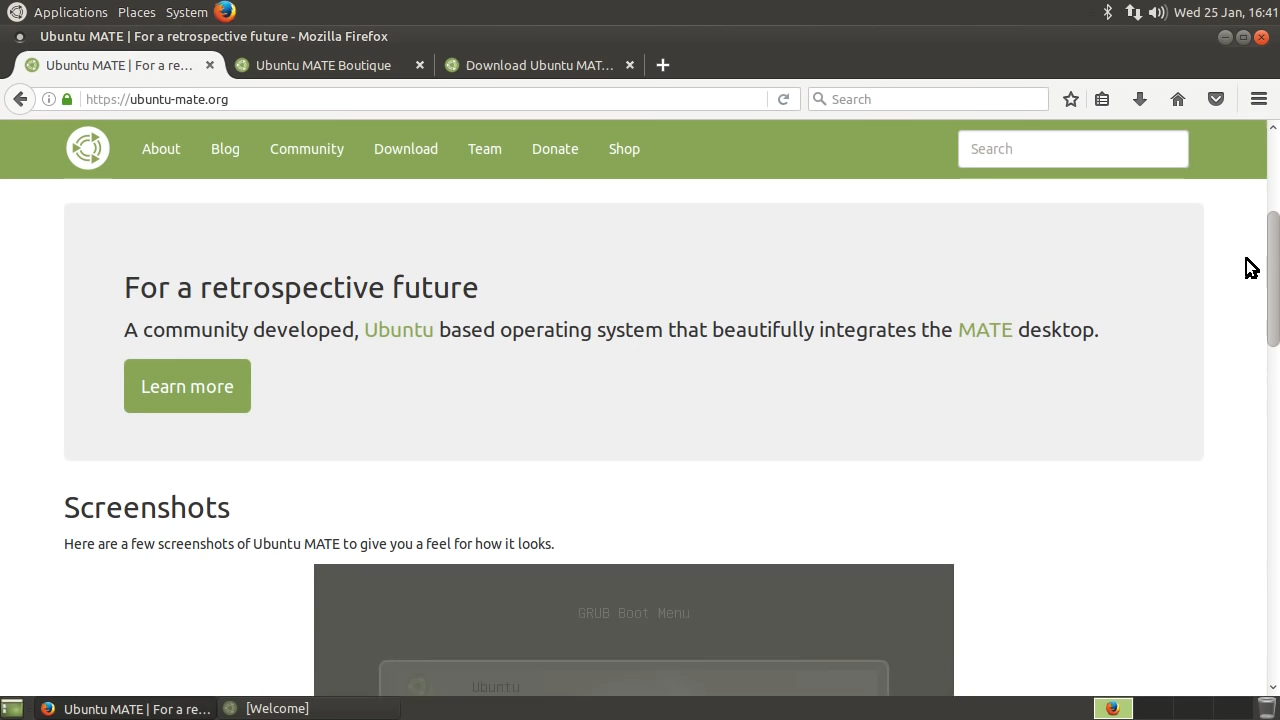 Applications Places System Wed 25 Jan, 16:41
Ubuntu MATE | For a retrospective future - Mozilla Firefox
Ubuntu MATE | For a re... Ubuntu MATE Boutique Download Ubuntu MAT...
https://ubuntu-mate.org Search
About Blog Community Download Team Donate Shop Search
For a retrospective future
A community developed, Ubuntu based operating system that beautifully integrates the MATE desktop.
Learn more
Screenshots
Here are a few screenshots of Ubuntu MATE to give you a feel for how it looks.
GRUB Boot Menu
Ubuntu
Ubuntu MATE | For a re... [Welcome]